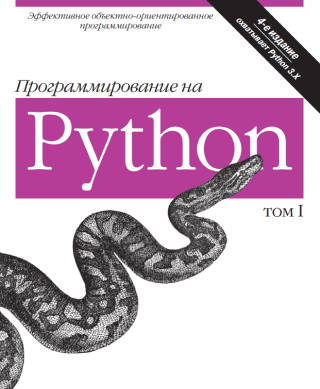 Эффективное объектно-ориентированное
программирование
4-е издание
охватывает Python 3.X
Программирование на
Python
ТОМ I